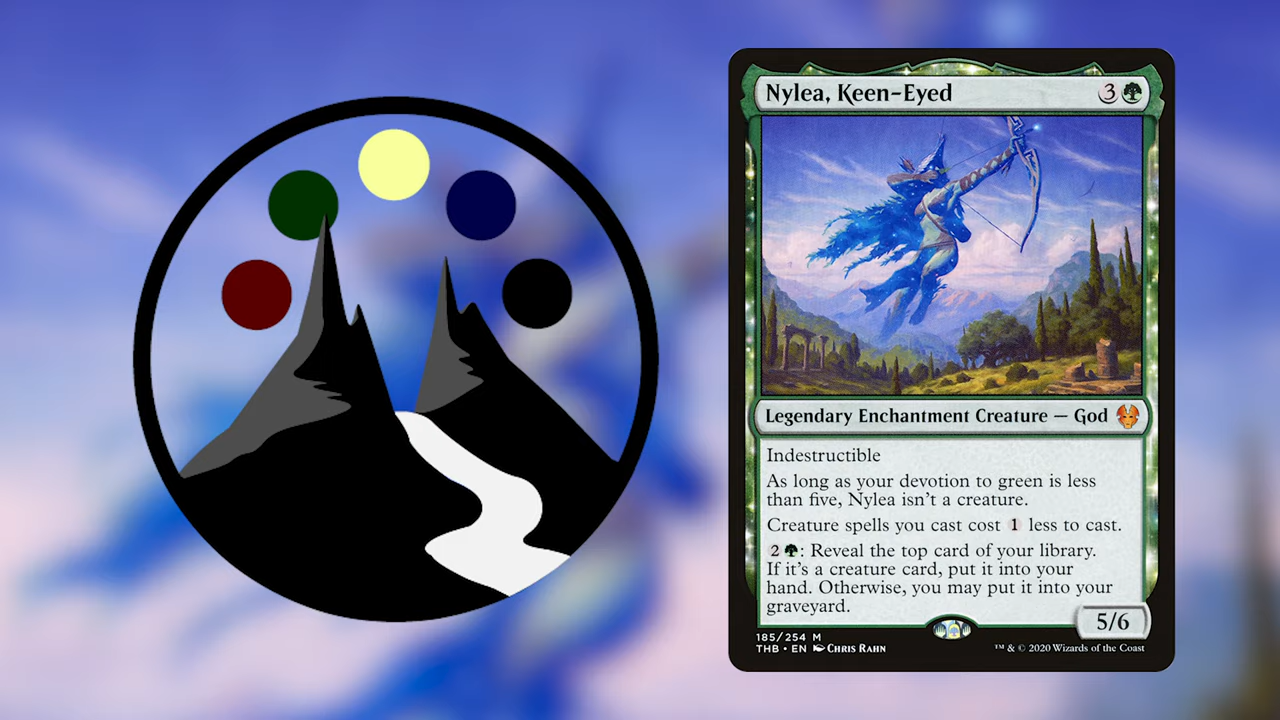 Nylea, Keen-Eyed 3
Legendary Enchantment Creature — God
Indestructible
As long as your devotion to green is less
than five, Nylea isn't a creature.
Creature spells you cast cost 1 less to cast.
2 : Reveal the top card of your library.
If it's a creature card, put it into your
hand. Otherwise, you may put it into your
graveyard.
5/6
185/254 M
THB • EN Chris Rahn
™ & © 2020 Wizards of the Coast